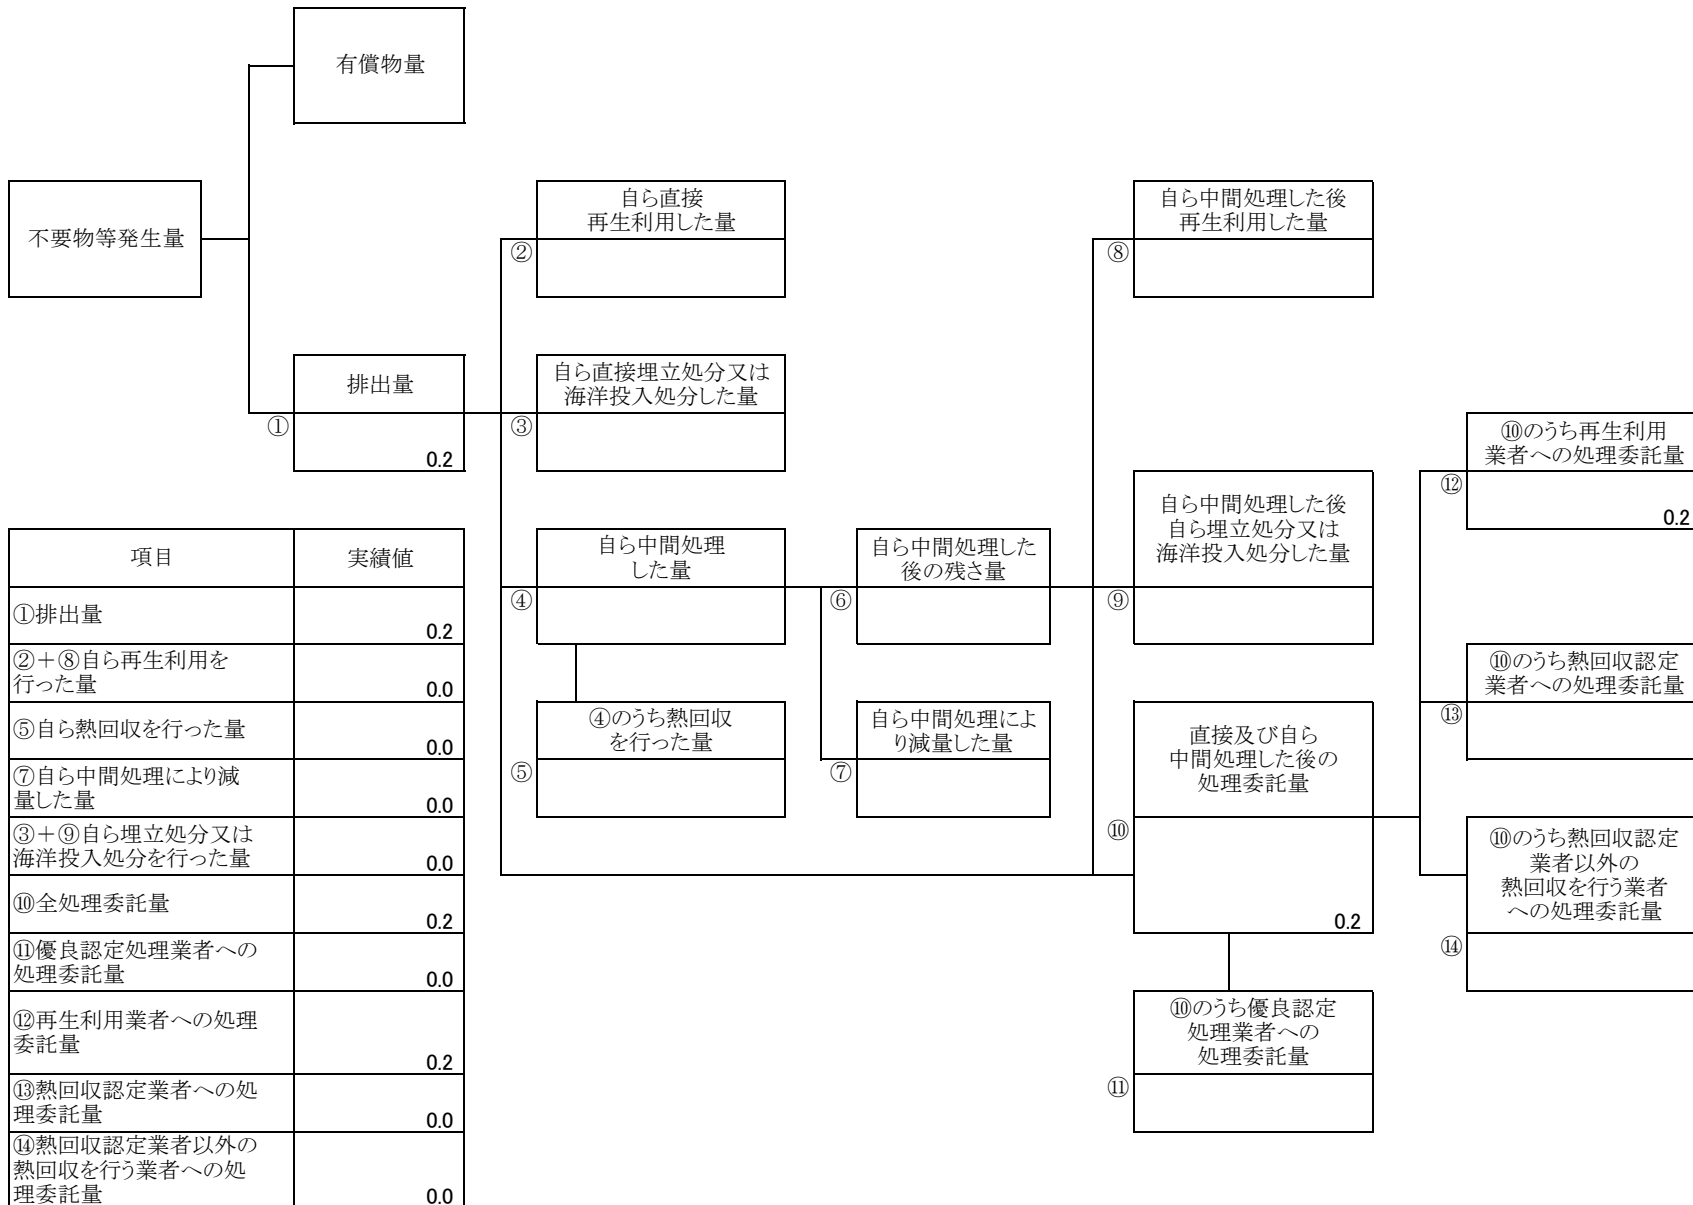 有償物量
不要物等発生量
自ら直接
再生利用した量
②
自ら中間処理した後
再生利用した量
⑧
排出量
①
0.2
自ら直接埋立処分又は
海洋投入処分した量
③
⑩のうち再生利用
業者への処理委託量
⑫
0.2
自ら中間処理
した量
④
自ら中間処理した
後の残さ量
⑥
自ら中間処理した後
自ら埋立処分又は
海洋投入処分した量
⑨
④のうち熱回収
を行った量
⑤
自ら中間処理によ
り減量した量
⑦
直接及び自ら
中間処理した後の
処理委託量
⑩
0.2
⑩のうち熱回収認定
業者への処理委託量
⑬
⑩のうち熱回収認定
業者以外の
熱回収を行う業者
への処理委託量
⑭
⑩のうち優良認定
処理業者への
処理委託量
⑪
項目 実績値
①排出量
0.2
②+⑧自ら再生利用を
行った量
0.0
⑤自ら熱回収を行った量
0.0
⑦自ら中間処理により減
量した量
0.0
③+⑨自ら埋立処分又は
海洋投入処分を行った量
0.0
⑩全処理委託量
0.2
⑪優良認定処理業者への
処理委託量
0.0
⑫再生利用業者への処理
委託量
0.2
⑬熱回収認定業者への処
理委託量
0.0
⑭熱回収認定業者以外の
熱回収を行う業者への処
理委託量
0.0